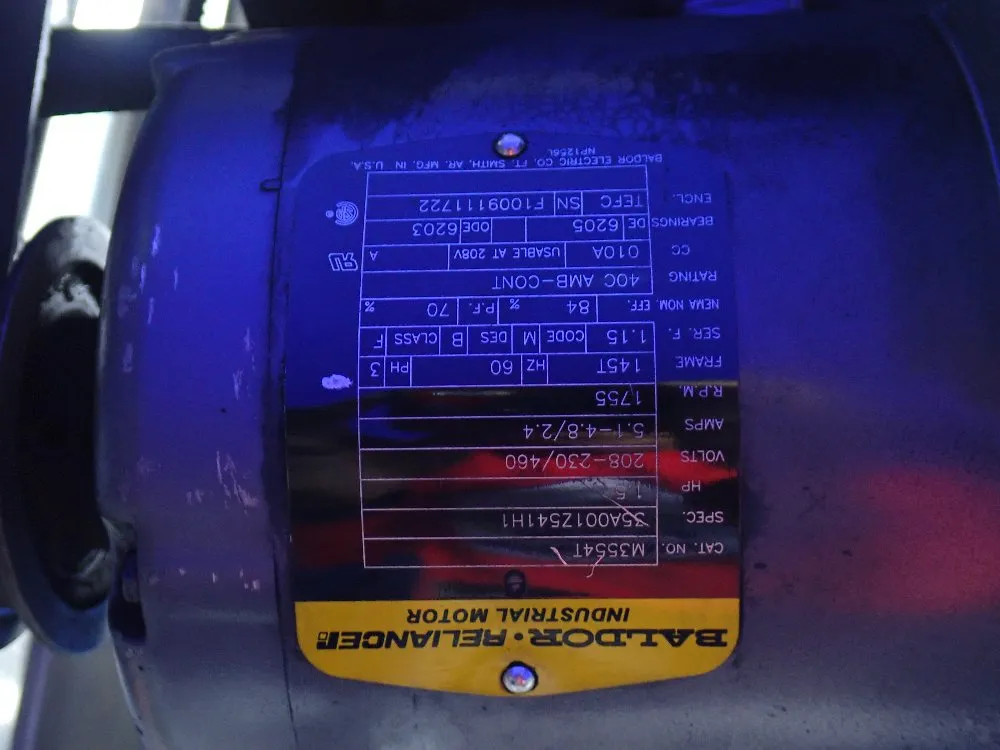 BALDOR • RELIANCE
INDUSTRIAL MOTOR
CAT. NO. M3554T
SPEC. 35A001Z541H1
HP 1.5
VOLTS 208-230/460
AMPS 5.1-4.8/2.4
R.P.M. 1755
FRAME 145T HZ 60 PH 3
SER. F. 1.15 CODE M DES B CLASS F
NEMA NOM. EFF. 84 % P.F. 70 %
RATING 40C AMB-CONT
CC 010A USABLE AT 208V A
BEARINGS DE 6205 ODE 6203
ENCL. TEFC SN F1009111722
NP1256L
BALDOR ELECTRIC CO. FT. SMITH, AR. MFG. IN U.S.A.